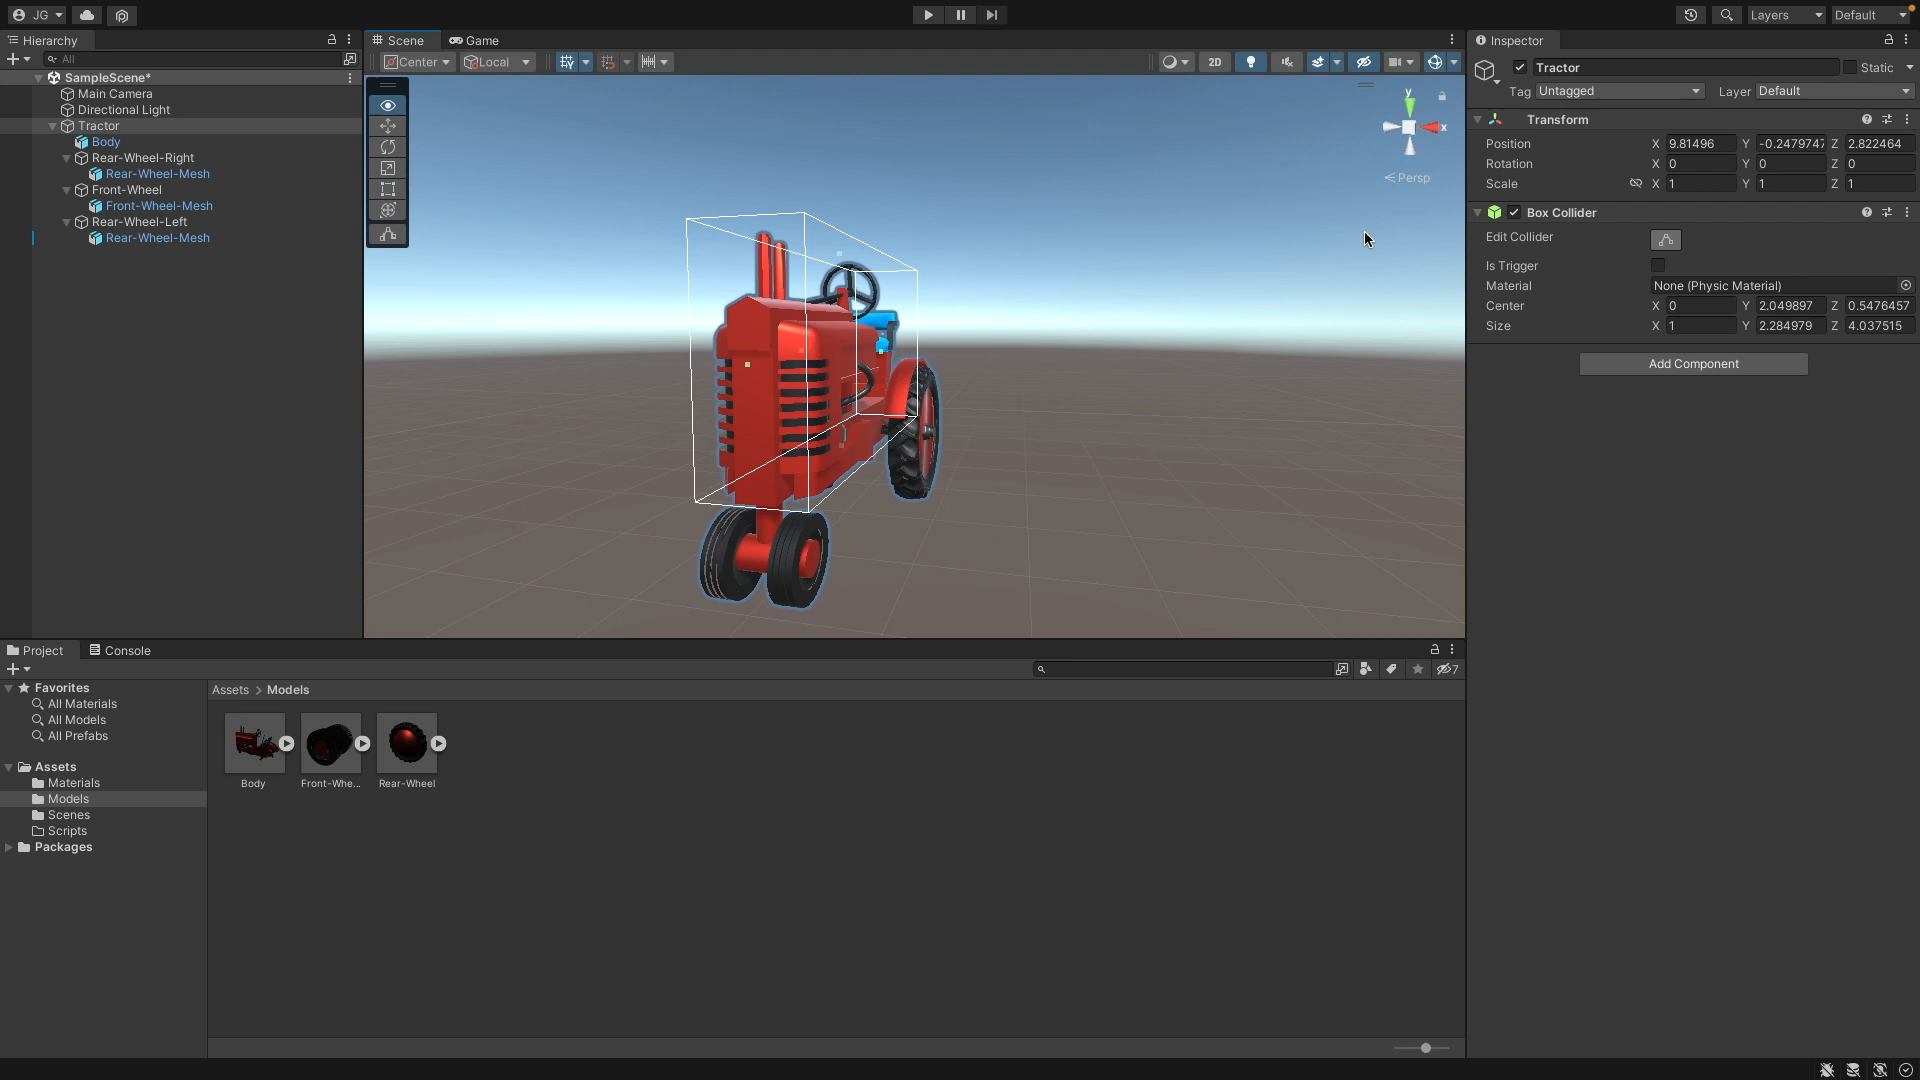 JG
Layers
Default
Hierarchy
All
SampleScene*
Main Camera
Directional Light
Tractor
Body
Rear-Wheel-Right
Rear-Wheel-Mesh
Front-Wheel
Front-Wheel-Mesh
Rear-Wheel-Left
Rear-Wheel-Mesh
Scene
Game
Center
Local
2D
y
x
Persp
Inspector
Tractor
Static
Tag Untagged
Layer Default
Transform
Position X 9.81496 Y -0.2479747 Z 2.822464
Rotation X 0 Y 0 Z 0
Scale X 1 Y 1 Z 1
Box Collider
Edit Collider
Is Trigger
Material None (Physic Material)
Center X 0 Y 2.049897 Z 0.5476457
Size X 1 Y 2.284979 Z 4.037515
Add Component
Project
Console
7
Favorites
All Materials
All Models
All Prefabs
Assets
Materials
Models
Scenes
Scripts
Packages
Assets > Models
Body
Front-Whe...
Rear-Wheel